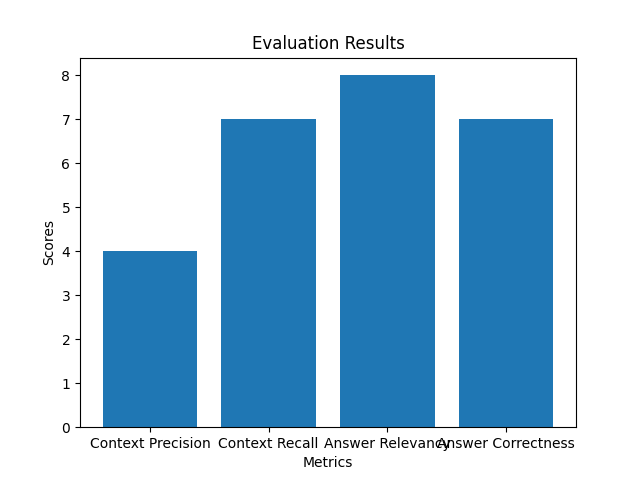 Evaluation Results
8
7
6
5
4
3
2
1
0
Scores
Context Precision Context Recall Answer Relevancy Answer Correctness
Metrics